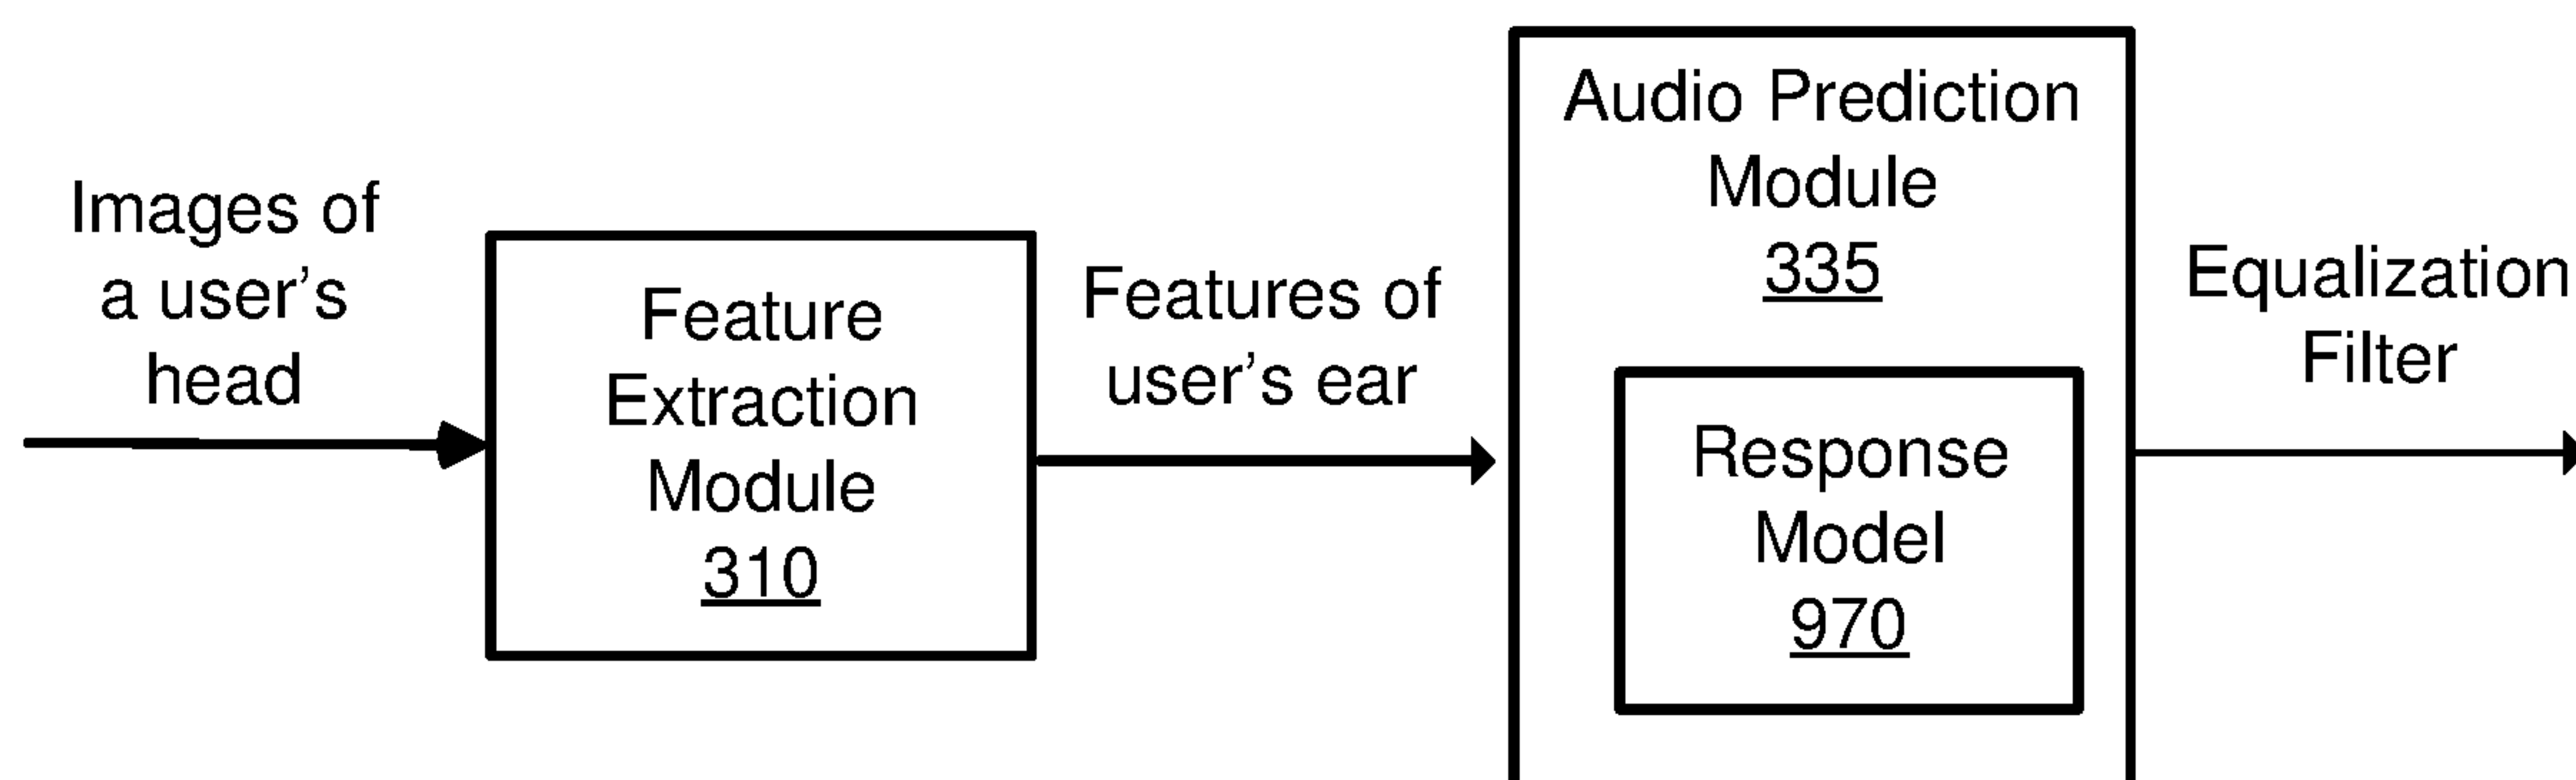 Images of
a user's
head
Feature
Extraction
Module
310
Features of
user's ear
Audio Prediction
Module
335
Response
Model
970
Equalization
Filter